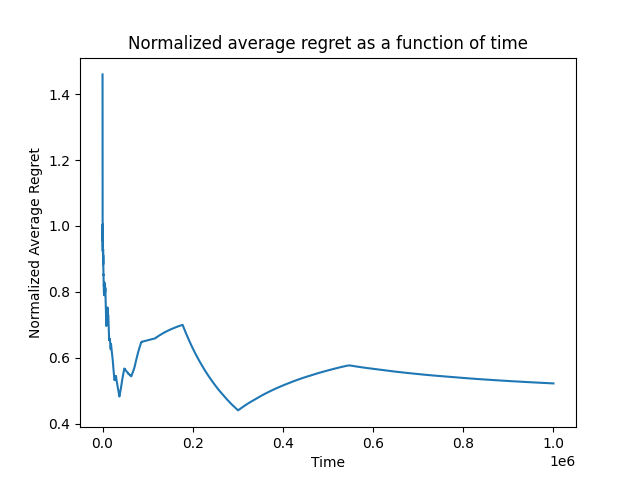 Normalized average regret as a function of time
Normalized Average Regret
1.4
1.2
1.0
0.8
0.6
0.4
0.0 0.2 0.4 0.6 0.8 1.0
1e6
Time